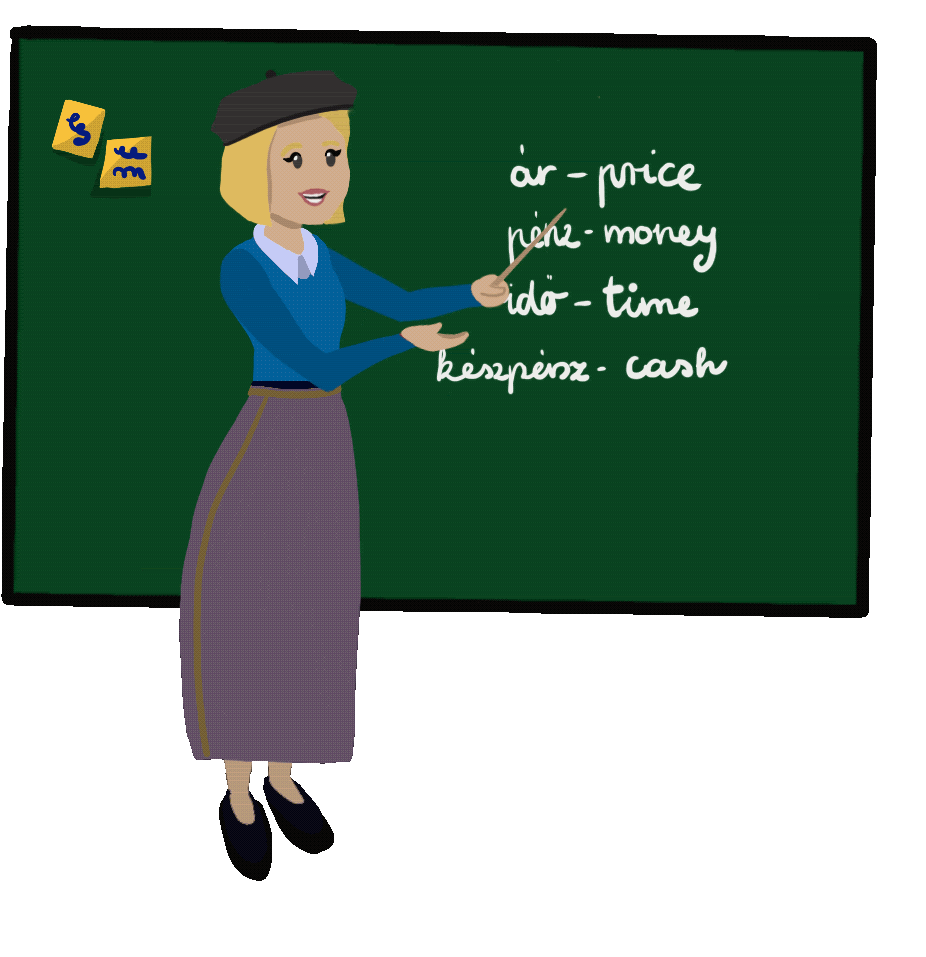 ár - price
pénz - money
idő - time
készpénz - cash